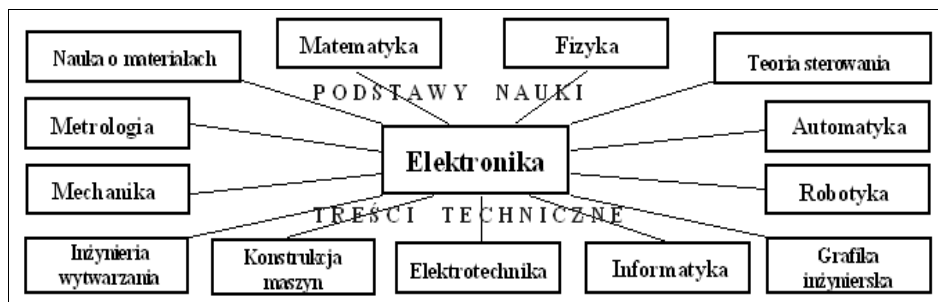 Matematyka
Fizyka
Nauka o materiałach
Teoria sterowania
PODSTAWY NAUKI
Metrologia
Automatyka
Elektronika
Mechanika
Robotyka
TREŚCI TECHNICZNE
Inżynieria
wytwarzania
Konstrukcja
maszyn
Elektrotechnika
Informatyka
Grafika
inżynierska